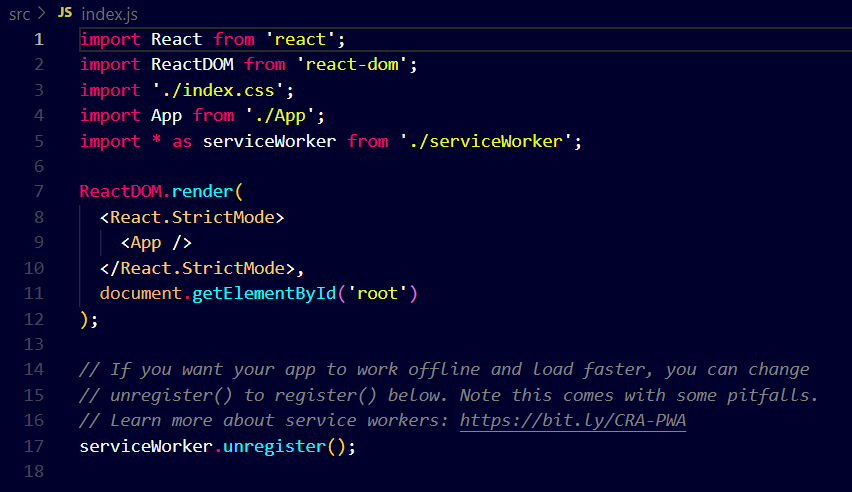 src > JS index.js
1 import React from 'react';
2 import ReactDOM from 'react-dom';
3 import './index.css';
4 import App from './App';
5 import * as serviceWorker from './serviceWorker';
6
7 ReactDOM.render(
8   <React.StrictMode>
9     <App />
10   </React.StrictMode>,
11   document.getElementById('root')
12 );
13
14 // If you want your app to work offline and load faster, you can change
15 // unregister() to register() below. Note this comes with some pitfalls.
16 // Learn more about service workers: https://bit.ly/CRA-PWA
17 serviceWorker.unregister();
18